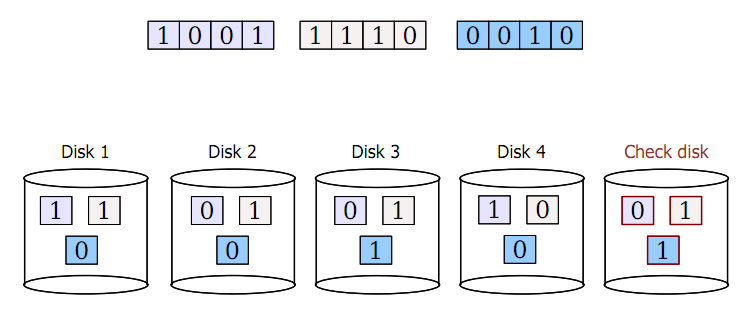 1 0 0 1 1 1 1 0 0 0 1 0
Disk 1 Disk 2 Disk 3 Disk 4 Check disk
1 1 0 1 0 1 1 0 0 1
0 0 1 0 1